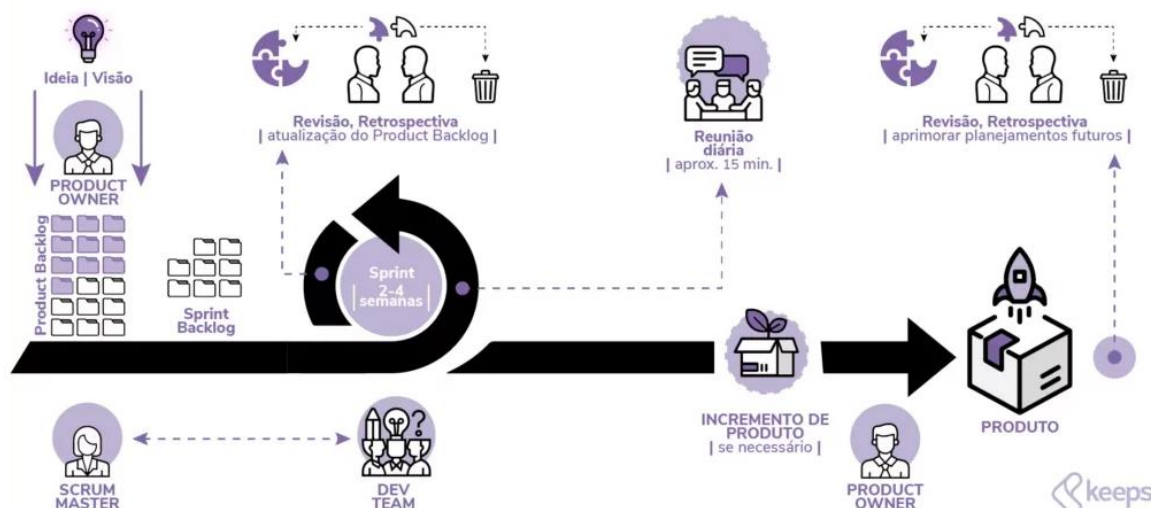 Ideia | Visão
PRODUCT
OWNER
Product Backlog
Sprint
Backlog
Revisão, Retrospectiva
| atualização do Product Backlog |
Sprint
2-4
| semanas |
Reunião
diária
| aprox. 15 min. |
Revisão, Retrospectiva
| aprimorar planejamentos futuros |
INCREMENTO DE
PRODUTO
| se necessário |
PRODUTO
SCRUM
MASTER
?
DEV
TEAM
PRODUCT
OWNER
keeps